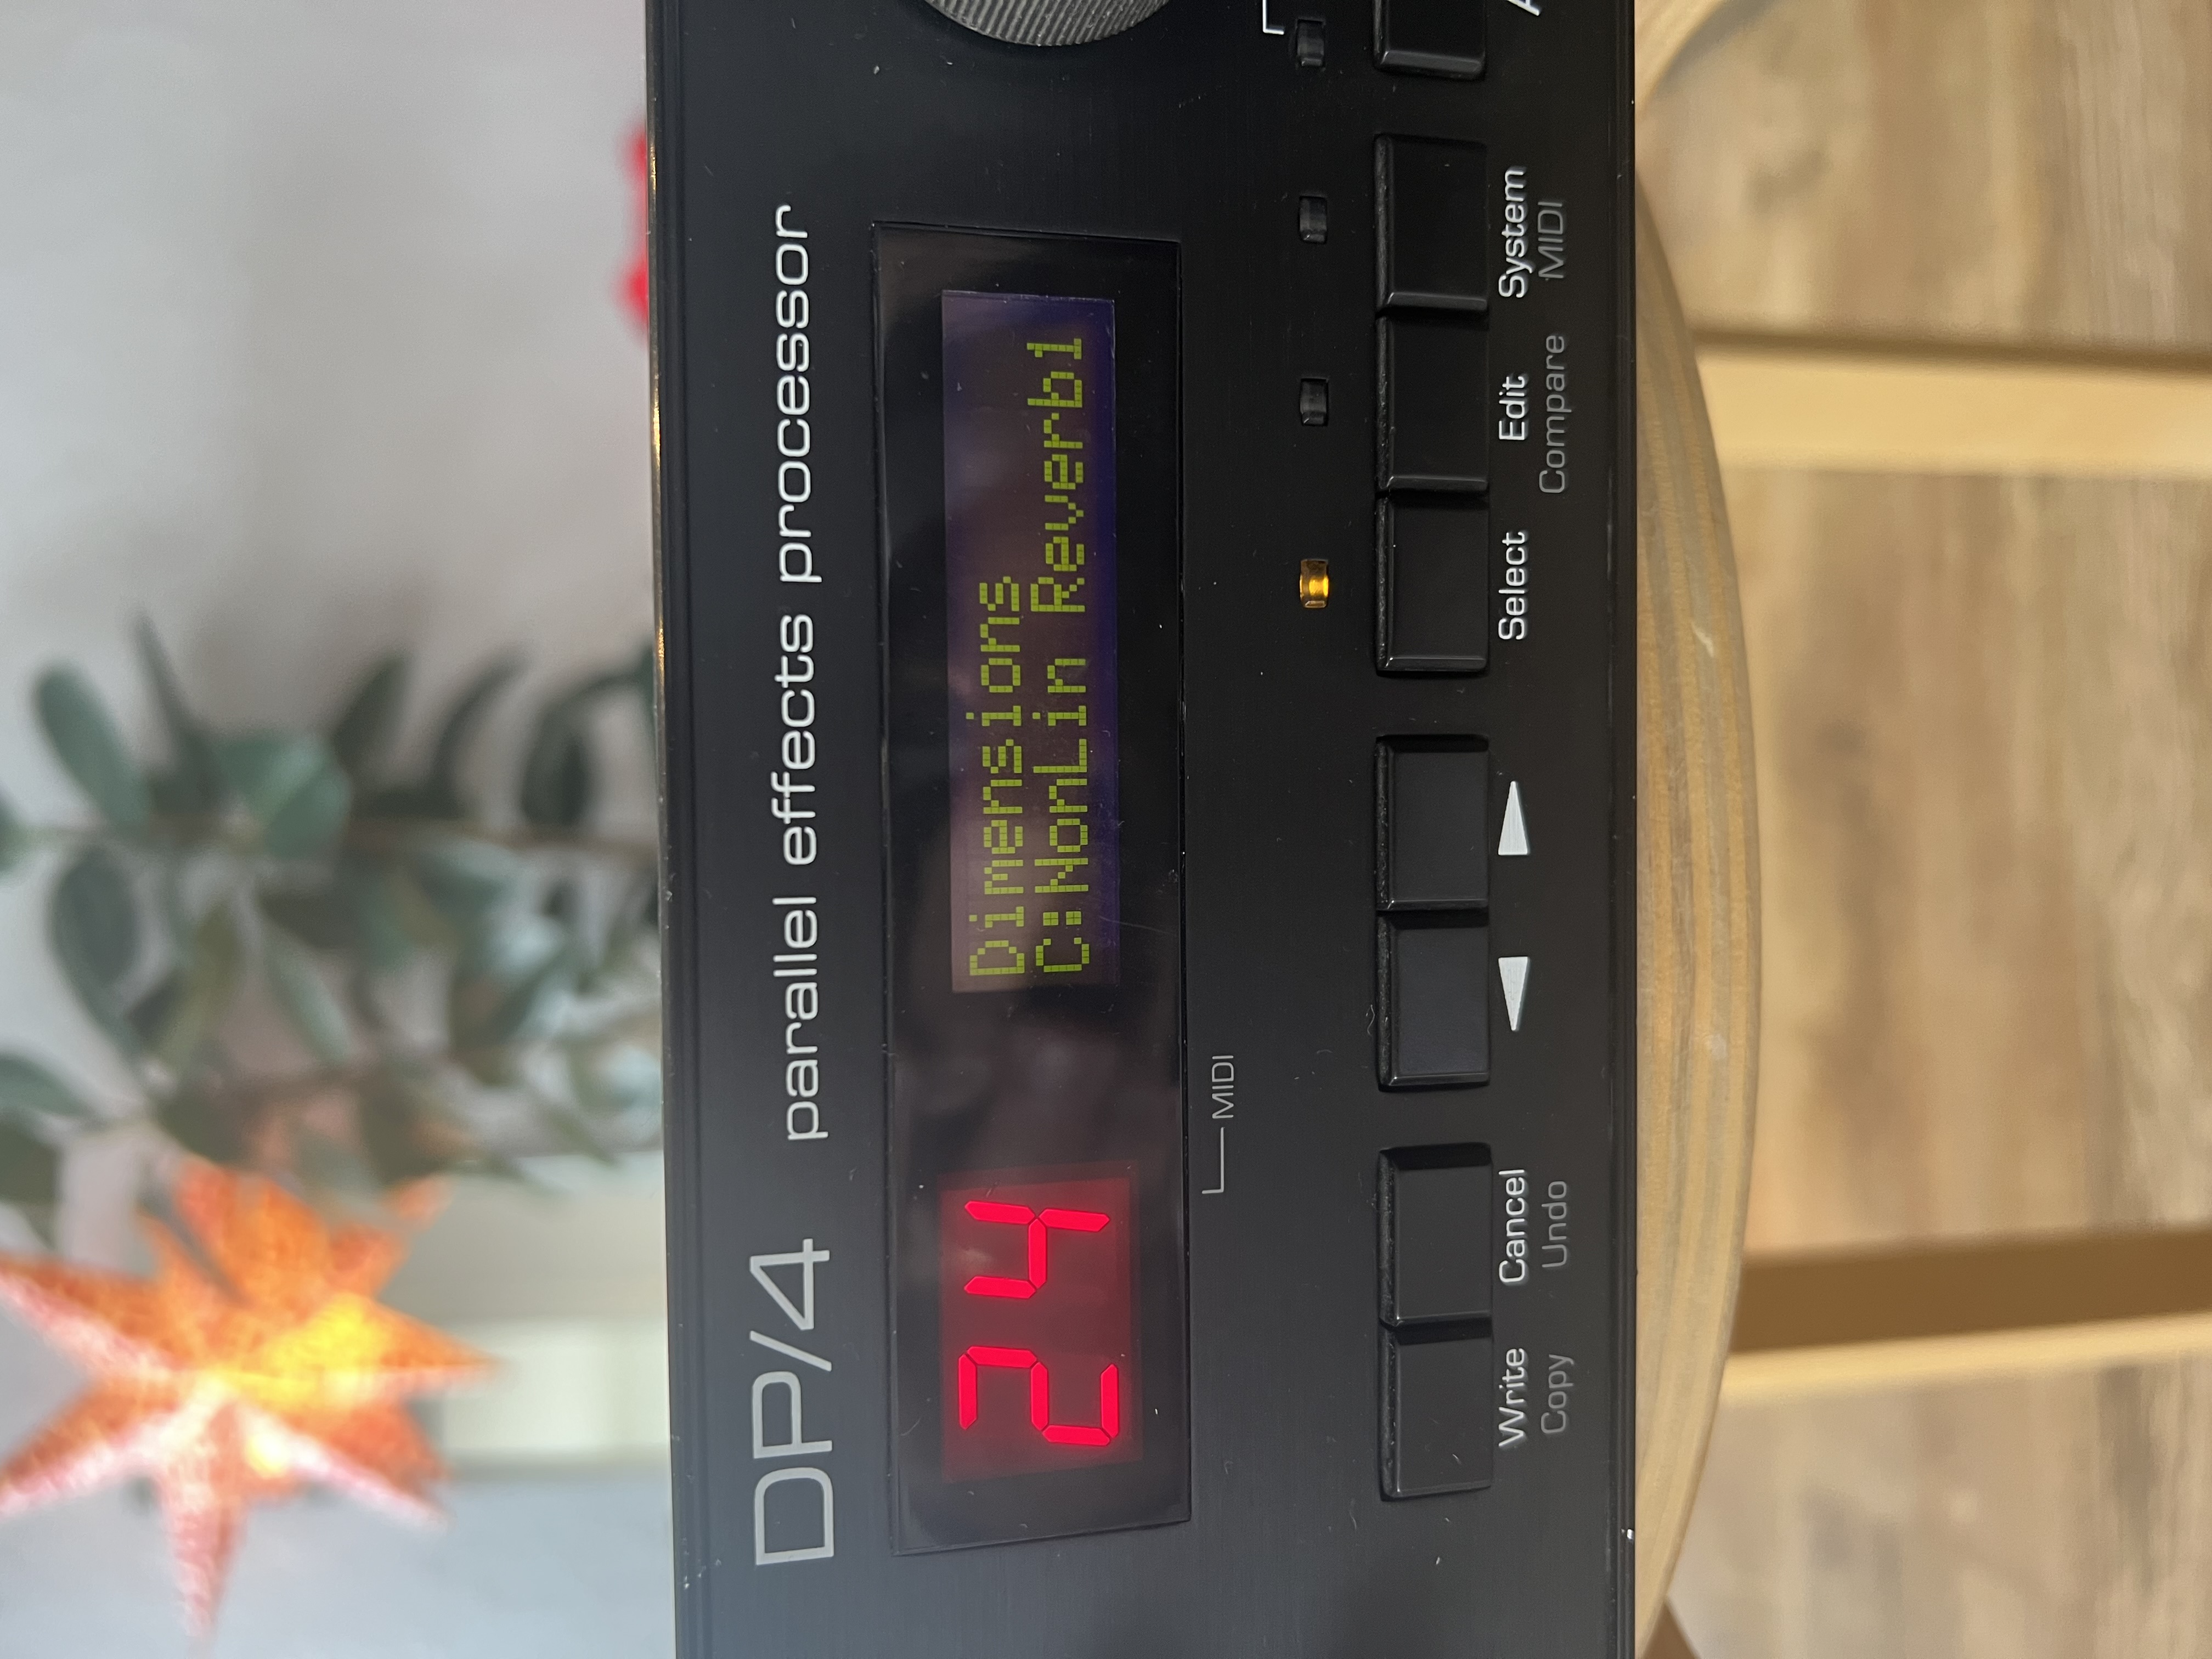 DP/4 parallel effects processor
24
Dimensions
C:NonLin Reverb1
MIDI
Write Cancel Select Edit System
Copy Undo Compare MIDI